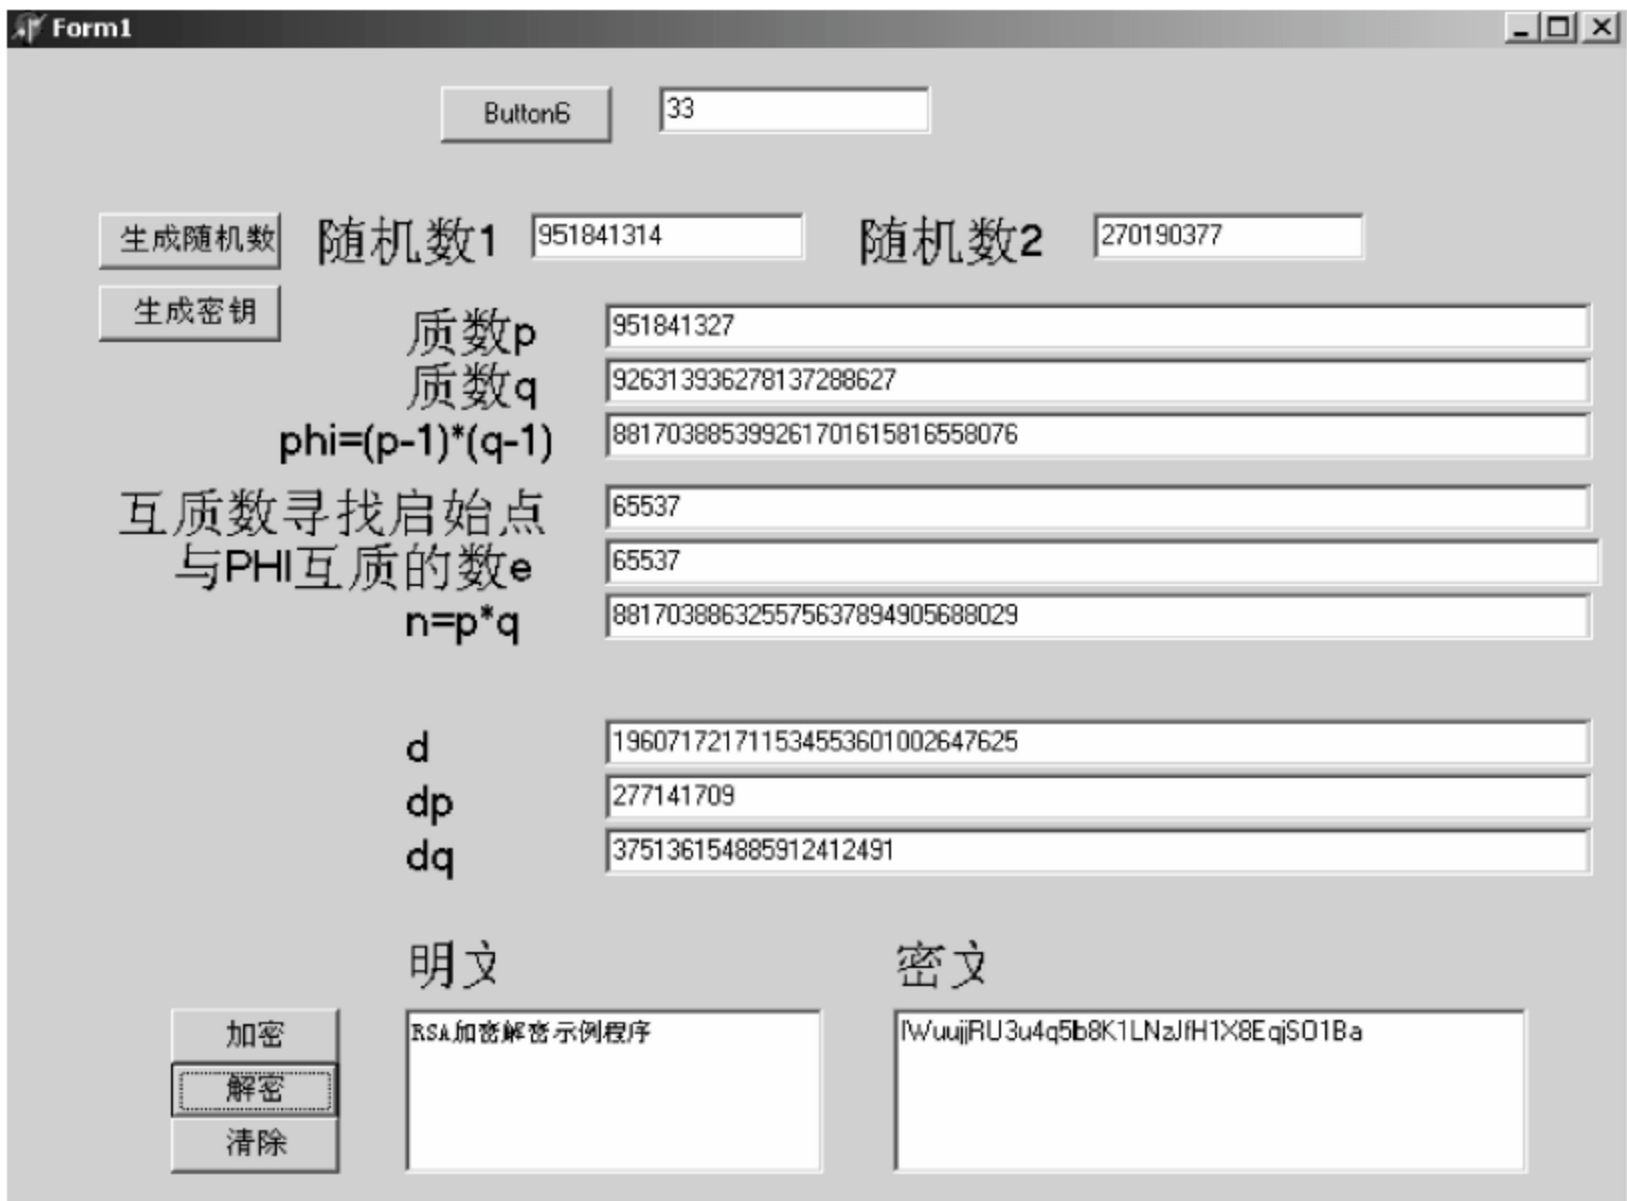 Form1
Button6 33
生成随机数 随机数1 951841314 随机数2 270190377
生成密钥
质数p 951841327
质数q 926313936278137288627
phi=(p-1)*(q-1) 881703885399261701615816558076
互质数寻找启始点 65537
与PHI互质的数e 65537
n=p*q 881703886325575637894905688029
d 196071721711534553601002647625
dp 277141709
dq 375136154885912412491
明文 密文
加密 RSA加密解密示例程序 IWuujjRU3u4q5Ib8K1LNzJfH1X8EqjSO1Ba
解密
清除